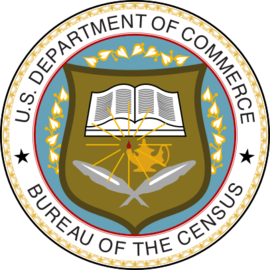 U.S. DEPARTMENT OF COMMERCE
BUREAU OF THE CENSUS